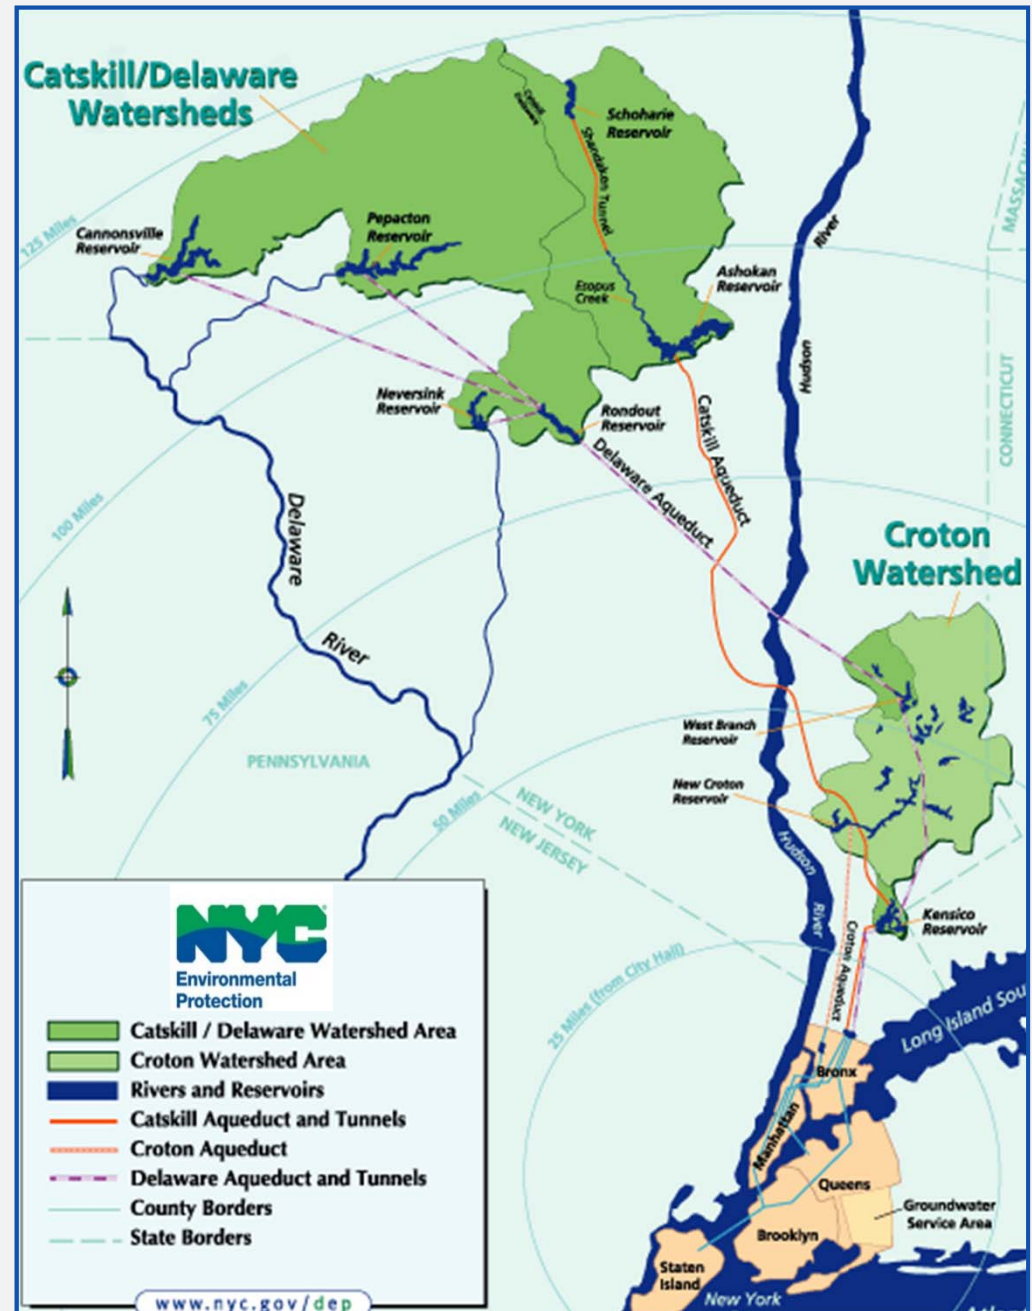 Catskill/Delaware
Watersheds
Catskill
Delaware
Schoharie
Reservoir
Shandaken Tunnel
River
MASSACHU
125 Miles
Cannonsville
Reservoir
Pepacton
Reservoir
Ashokan
Reservoir
Esopus
Creek
Hudson
CONNECTICUT
Neversink
Reservoir
Rondout
Reservoir
Catskill Aqueduct
Delaware Aqueduct
100 Miles
Delaware
River
Croton
Watershed
75 Miles
West Branch
Reservoir
PENNSYLVANIA
New Croton
Reservoir
50 Miles
NEW YORK
NEW JERSEY
Hudson
River
Kensico
Reservoir
Croton Aqueduct
25 Miles (from City Hall)
Long Island Sou
NYC
Environmental
Protection
Catskill / Delaware Watershed Area
Croton Watershed Area
Rivers and Reservoirs
Catskill Aqueduct and Tunnels
Croton Aqueduct
Delaware Aqueduct and Tunnels
County Borders
State Borders
www.nyc.gov/dep
Bronx
Manhattan
Queens
Groundwater
Service Area
Brooklyn
Staten
Island
New York